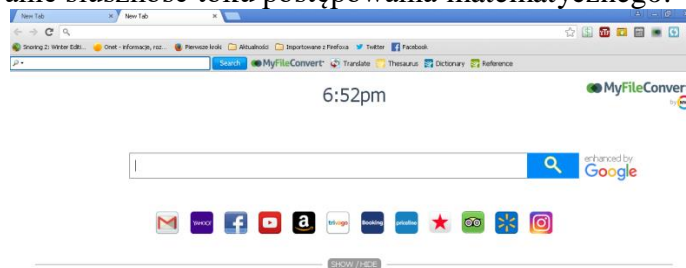 słuszność toku postępowania matematycznego.
New Tab New Tab
Snoring 2: Winter Editi... Onet - informacje, roz... Pierwsze kroki Aktualności Importowane z Firefoxa Twitter Facebook
Search MyFileConvert Translate Thesaurus Dictionary Reference
6:52pm
MyFileConver
by
enhanced by
Google
YAHOO! a trivago Booking priceline
SHOW / HIDE